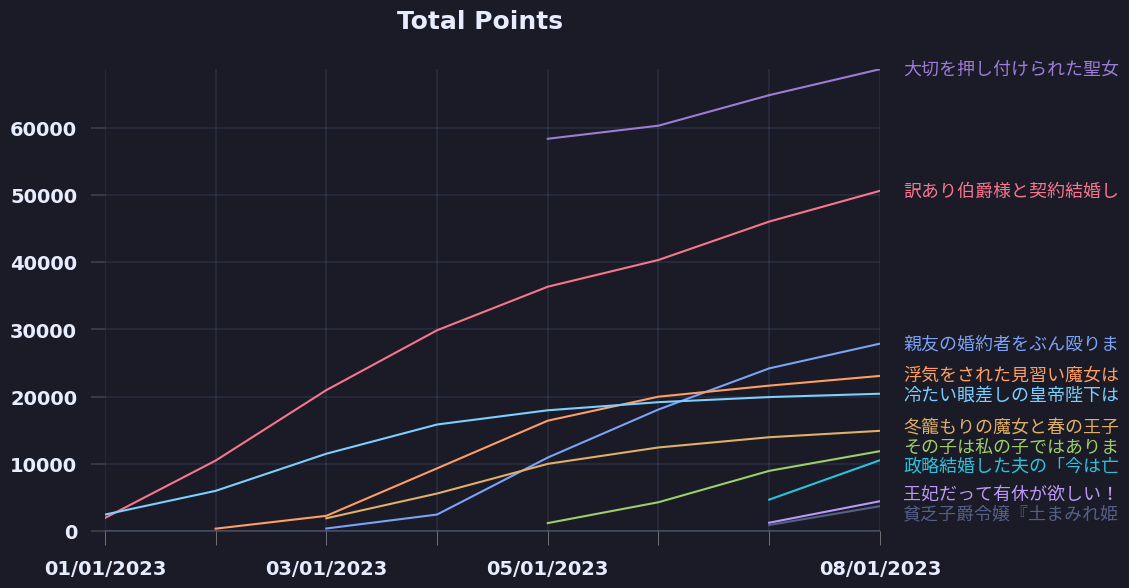 Total Points
60000
50000
40000
30000
20000
10000
0
01/01/2023
03/01/2023
05/01/2023
08/01/2023
大切を押し付けられた聖女
訳あり伯爵様と契約結婚し
親友の婚約者をぶん殴りま
浮気をされた見習い魔女は
冷たい眼差しの皇帝陛下は
冬籠もりの魔女と春の王子
その子は私の子ではありま
政略結婚した夫の「今は亡
王妃だって有休が欲しい！
貧乏子爵令嬢『土まみれ姫